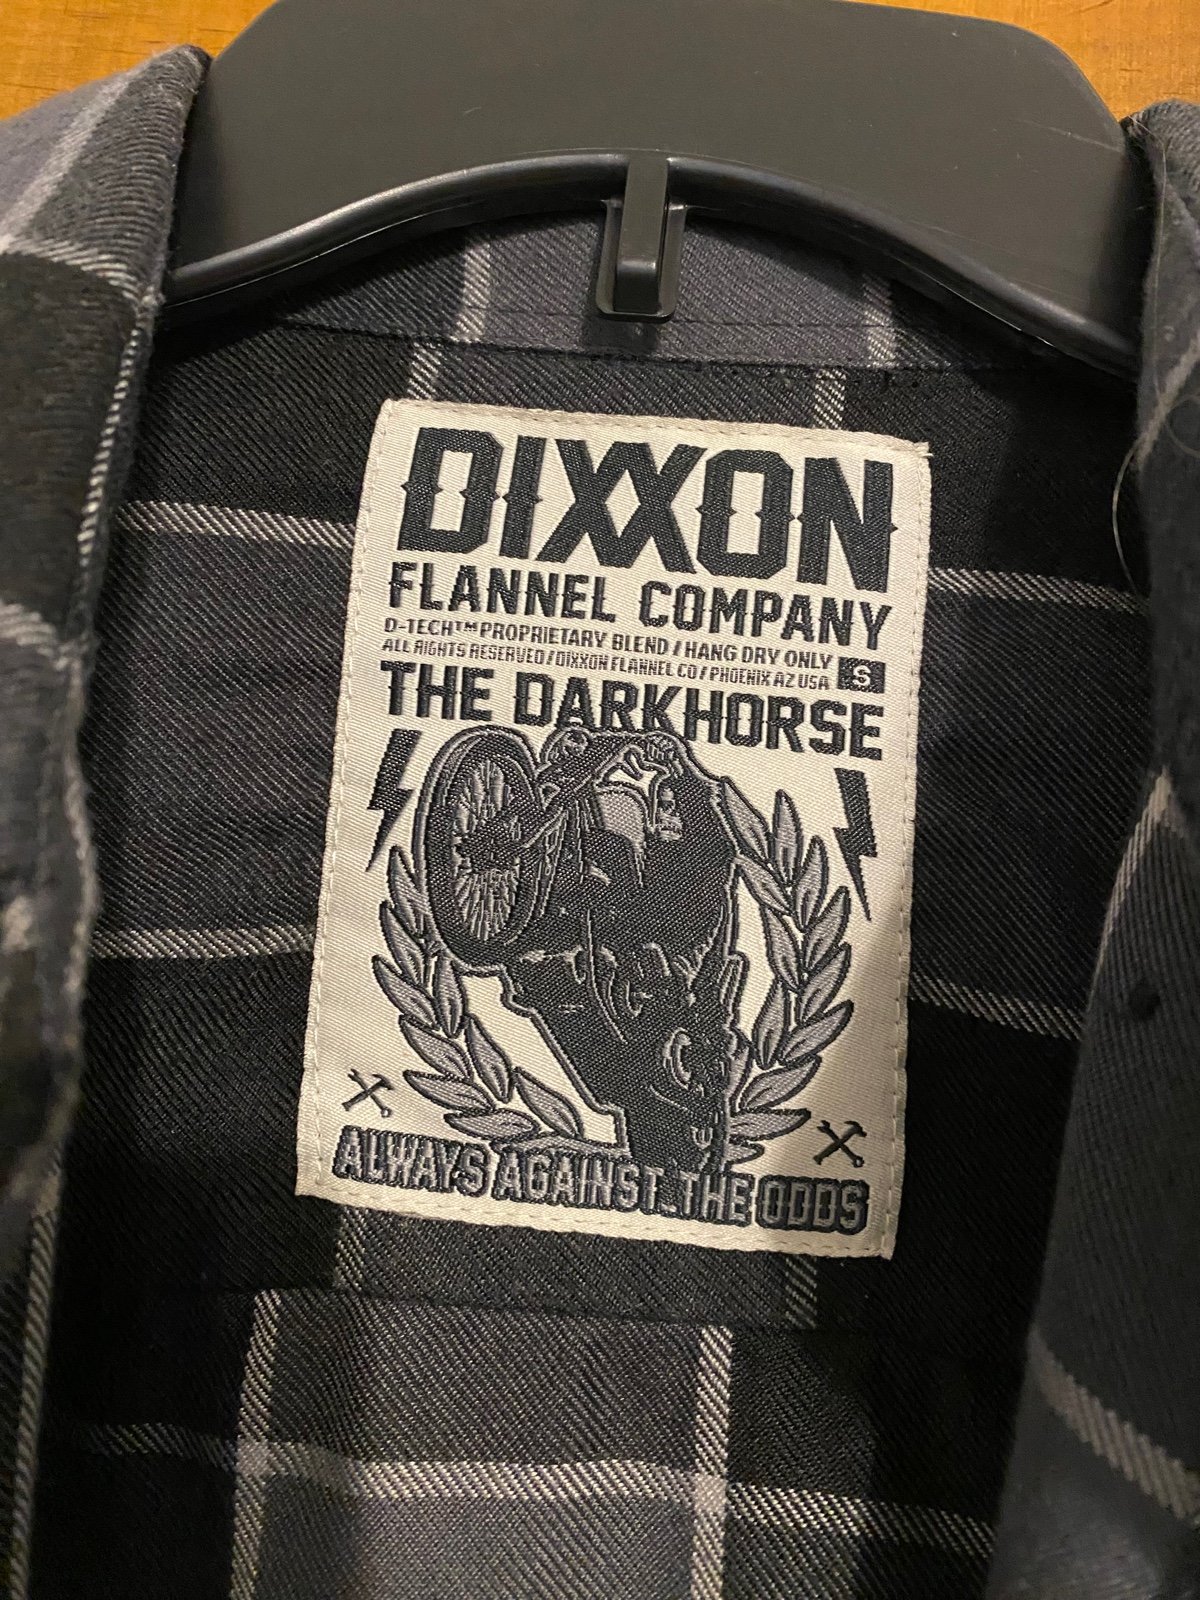 DIXXON
FLANNEL COMPANY
D-TECH™ PROPRIETARY BLEND / HANG DRY ONLY
ALL RIGHTS RESERVED / DIXXON FLANNEL CO / PHOENIX AZ USA
S
THE DARKHORSE
ALWAYS AGAINST THE ODDS